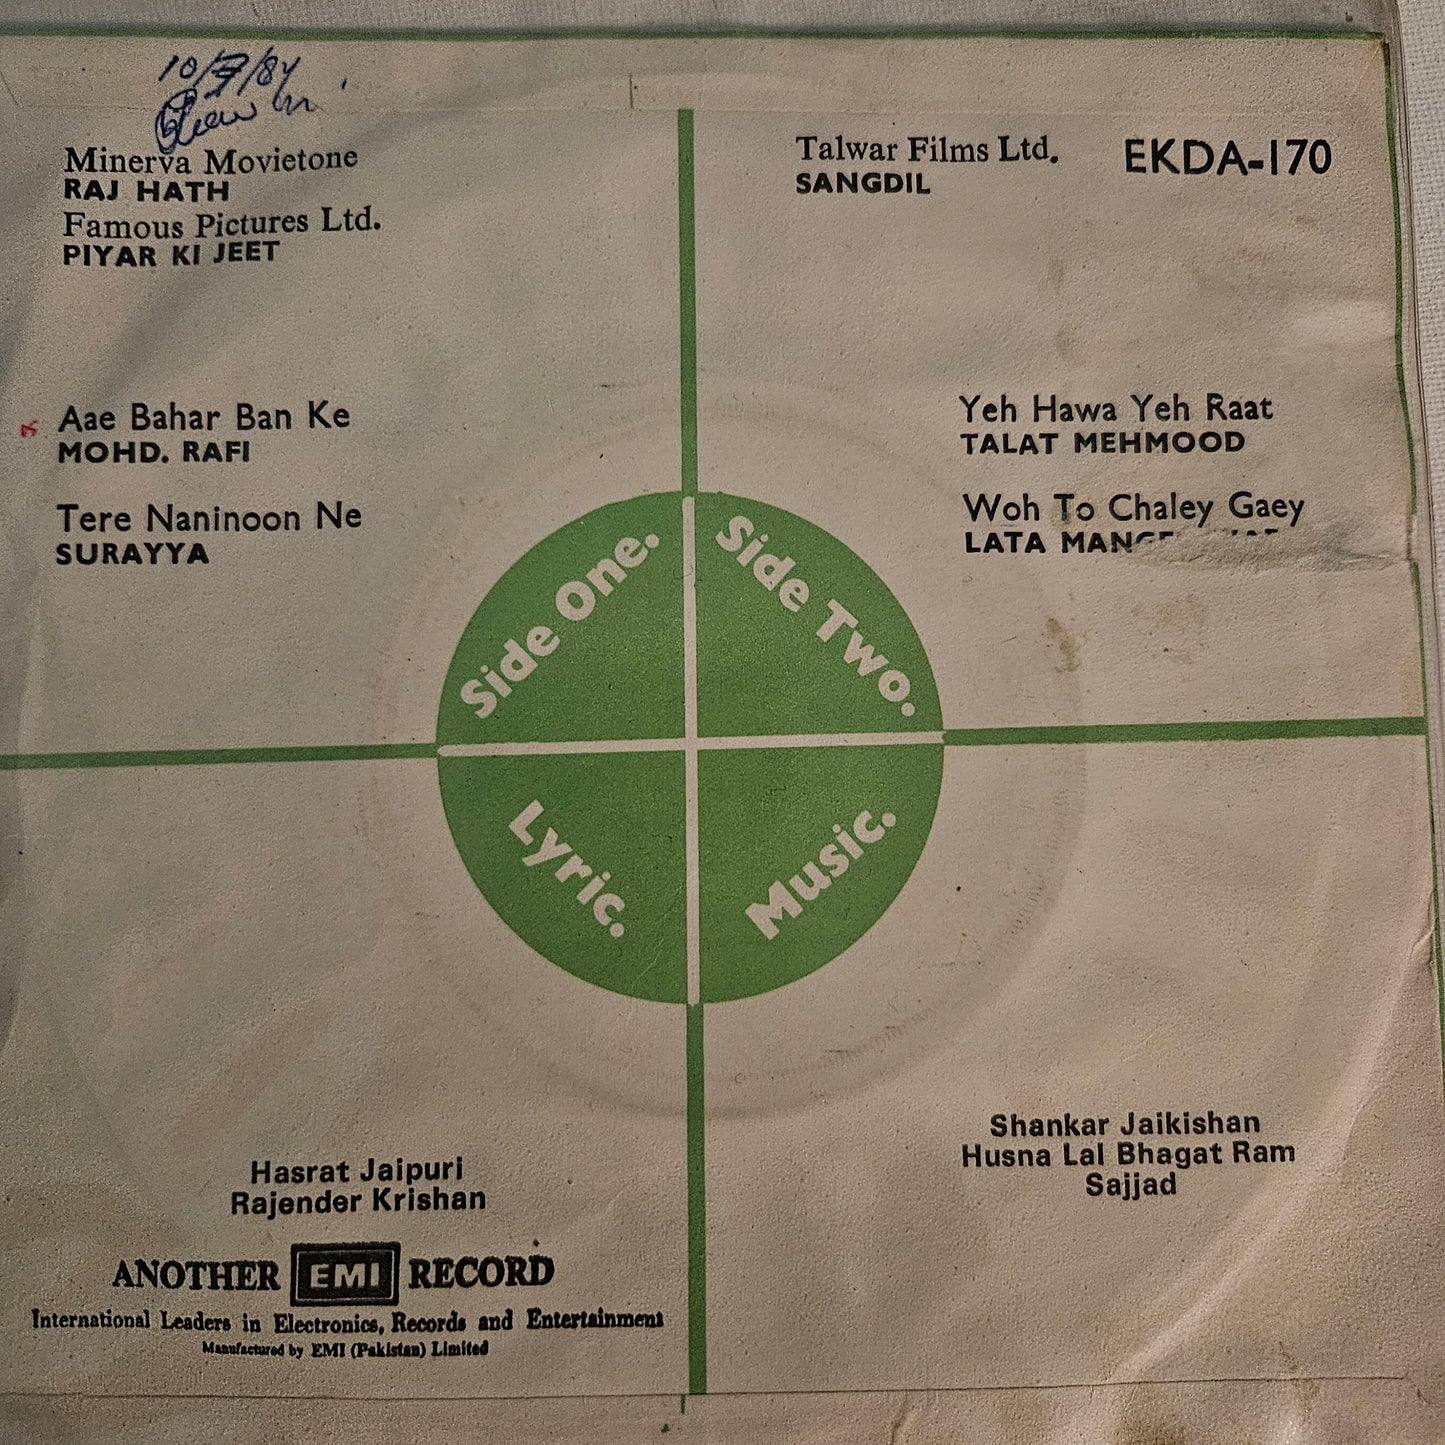 10/7/84
Minerva Movietone
RAJ HATH
Famous Pictures Ltd.
PIYAR KI JEET
Talwar Films Ltd.
SANGDIL
EKDA-170
Aae Bahar Ban Ke
MOHD. RAFI
Tere Naninoon Ne
SURAYYA
Yeh Hawa Yeh Raat
TALAT MEHMOOD
Woh To Chaley Gaey
LATA
Side One.
Side Two.
Lyric.
Music.
Hasrat Jaipuri
Rajender Krishan
Shankar Jaikishan
Husna Lal Bhagat Ram
Sajjad
ANOTHER EMI RECORD
International Leaders in Electronics, Records and Entertainment
Manufactured by EMI (Pakistan) Limited